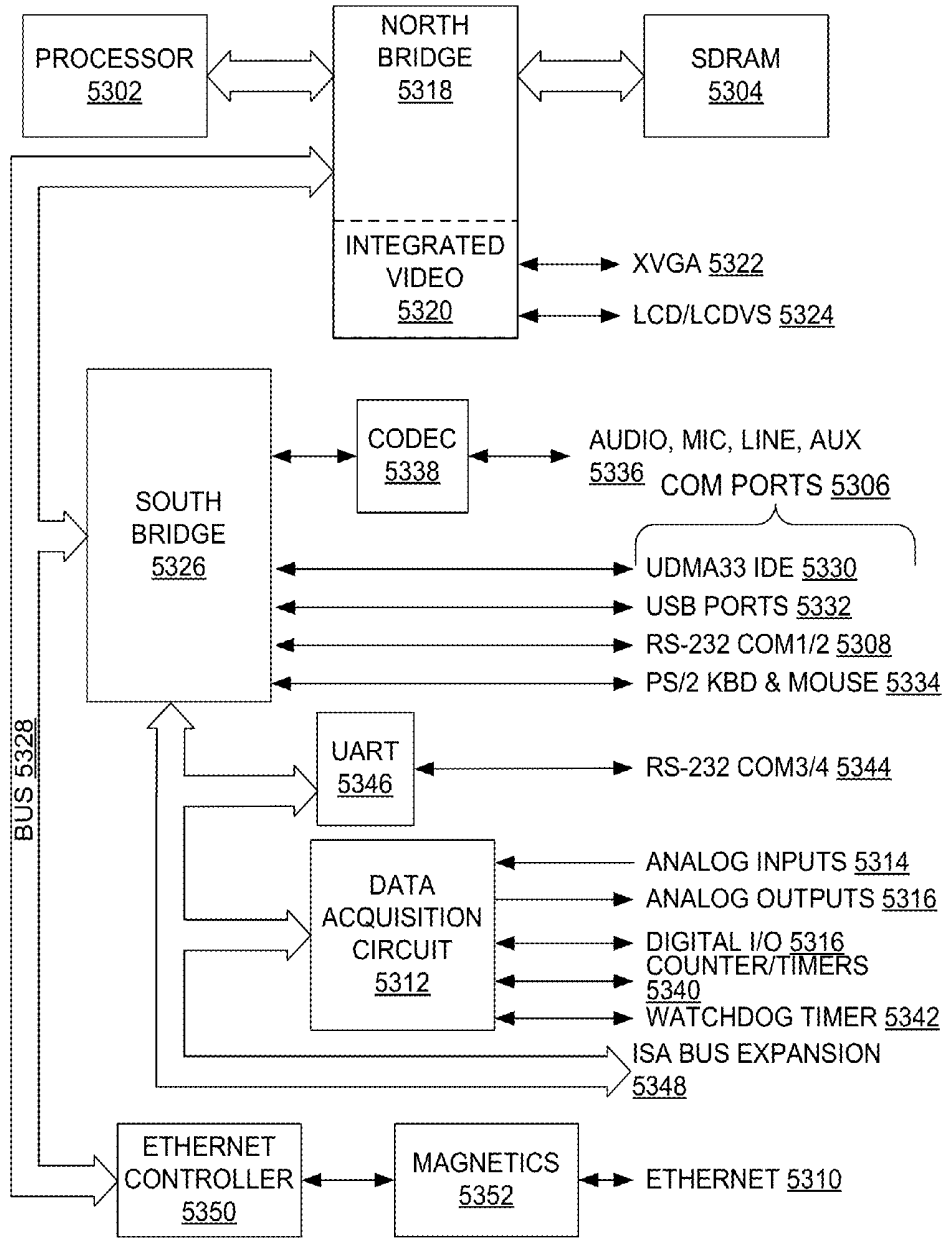 PROCESSOR
5302
NORTH
BRIDGE
5318
SDRAM
5304
INTEGRATED
VIDEO
5320
XVGA 5322
LCD/LCDVS 5324
SOUTH
BRIDGE
5326
CODEC
5338
AUDIO, MIC, LINE, AUX
5336
COM PORTS 5306
UDMA33 IDE 5330
USB PORTS 5332
RS-232 COM1/2 5308
PS/2 KBD & MOUSE 5334
BUS 5328
UART
5346
RS-232 COM3/4 5344
DATA
ACQUISITION
CIRCUIT
5312
ANALOG INPUTS 5314
ANALOG OUTPUTS 5316
DIGITAL I/O 5316
COUNTER/TIMERS
5340
WATCHDOG TIMER 5342
ISA BUS EXPANSION
5348
ETHERNET
CONTROLLER
5350
MAGNETICS
5352
ETHERNET 5310